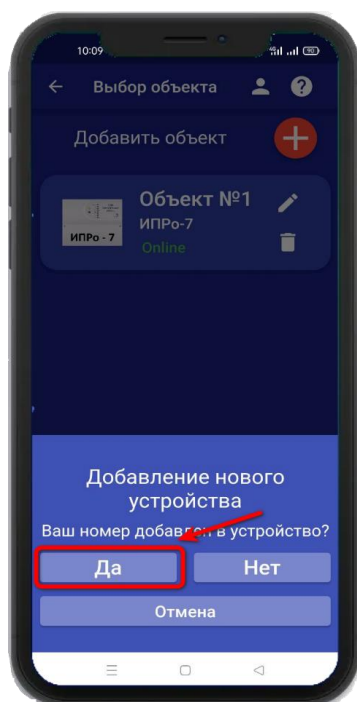 10:09
90
Выбор объекта
Добавить объект
Объект №1
ИПРо-7
ИПРо - 7
Online
Добавление нового
устройства
Ваш номер добавлен в устройство?
Да
Нет
Отмена